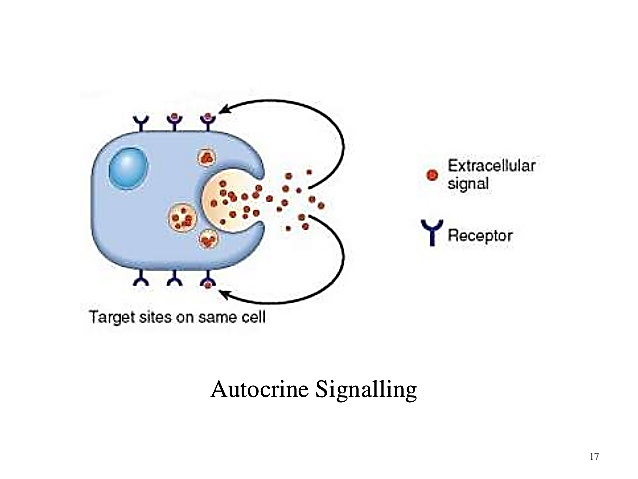 Extracellular
signal
Receptor
Target sites on same cell
Autocrine Signalling
17